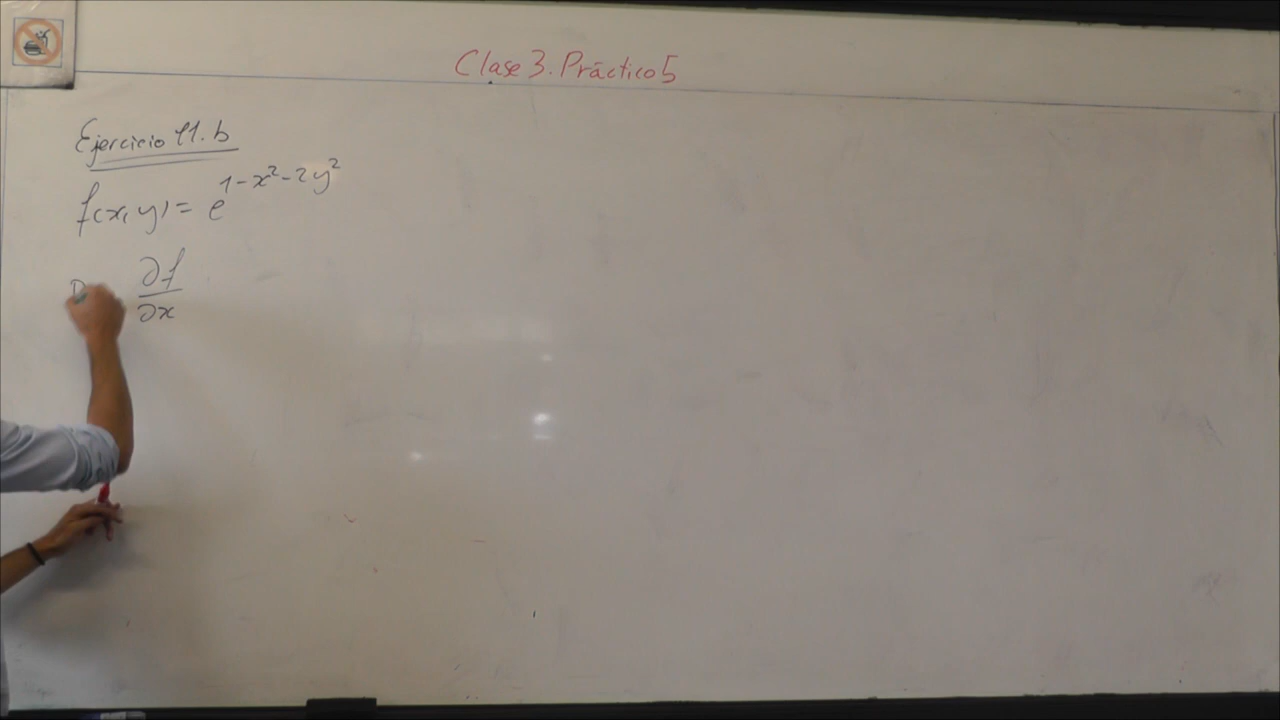 Clase 3. Práctico 5
Ejercicio 11.b
f(x,y) = e^{1-x²-2y²}
∂f
∂x